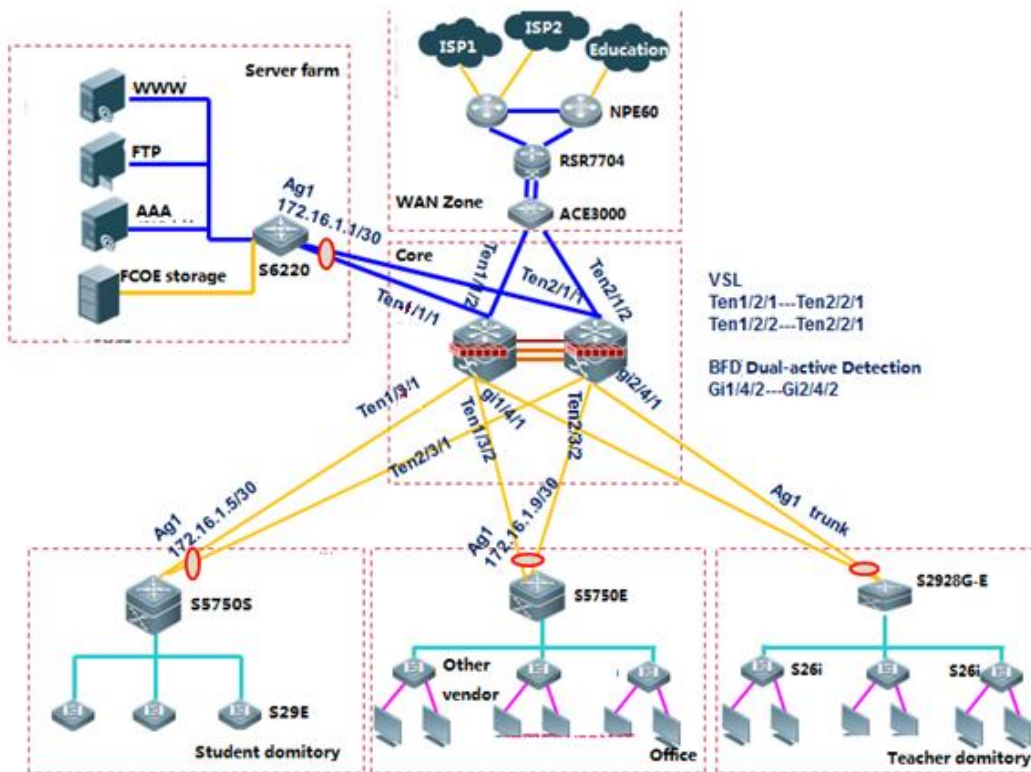 Server farm
WWW
FTP
AAA
FCOE storage
S6220
Ag1
172.16.1.1/30
ISP1
ISP2
Education
NPE60
RSR7704
ACE3000
WAN Zone
Core
Ten1/1/1
Ten1/1/2
Ten2/1/1
Ten2/1/2
VSL
Ten1/2/1---Ten2/2/1
Ten1/2/2---Ten2/2/1
BFD Dual-active Detection
Gi1/4/2---Gi2/4/2
Ten1/3/1
Ten2/3/1
gi1/4/1
Ten1/3/2
Ten2/3/2
gi2/4/1
Ag1
172.16.1.5/30
Ag1
172.16.1.9/30
Ag1 trunk
S5750S
S29E
Student domitory
S5750E
Other
vendor
Office
S2928G-E
S26i
S26i
Teacher domitory